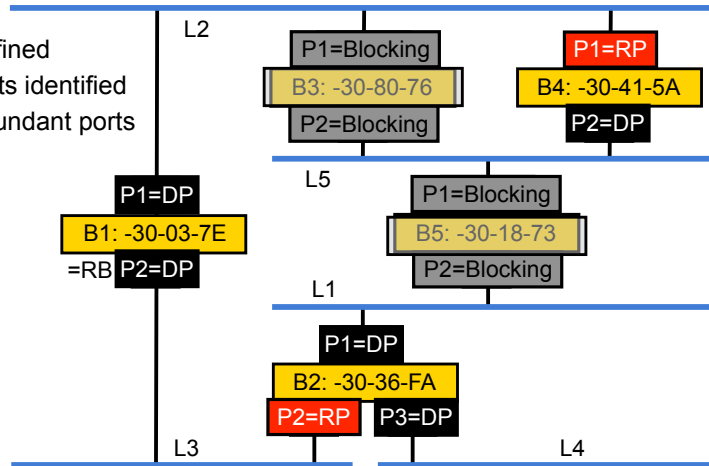 L2
fined
ts identified
undant ports
P1=Blocking
B3: -30-80-76
P2=Blocking
P1=RP
B4: -30-41-5A
P2=DP
L5
P1=DP
B1: -30-03-7E
=RB P2=DP
P1=Blocking
B5: -30-18-73
P2=Blocking
L1
P1=DP
B2: -30-36-FA
P2=RP P3=DP
L3
L4